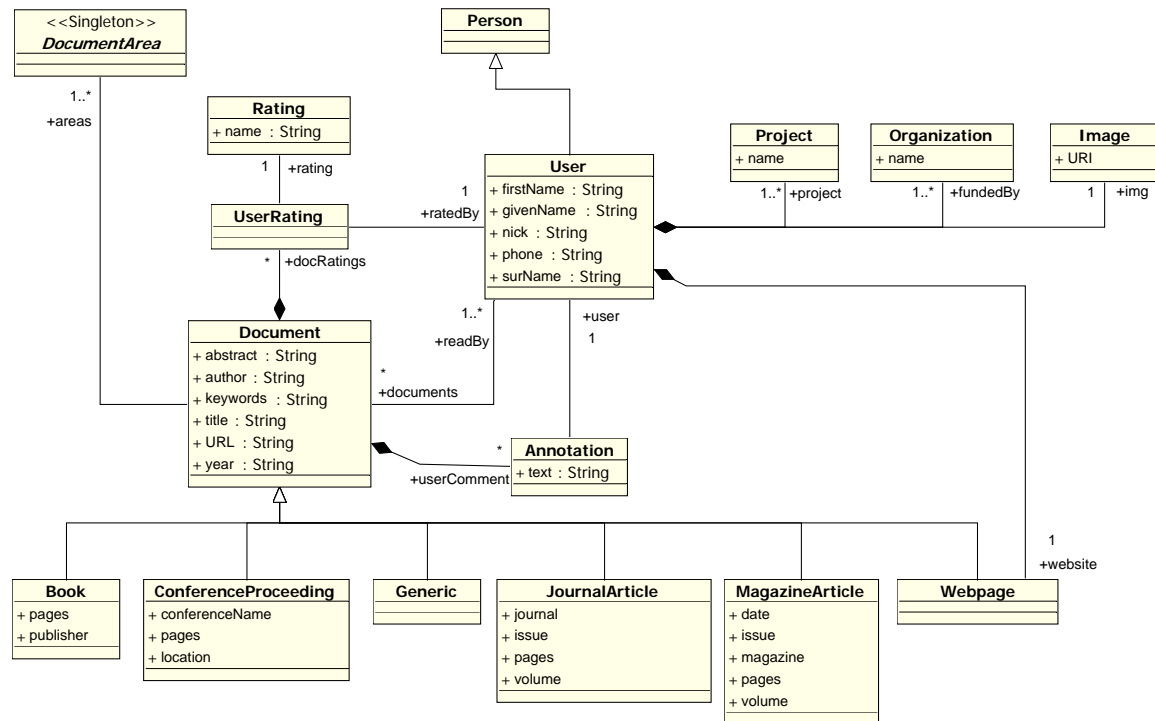 <<Singleton>>
DocumentArea
1..*
+areas
Person
Rating
+ name : String
1
+rating
UserRating
*
+docRatings
1
+ratedBy
User
+ firstName : String
+ givenName : String
+ nick : String
+ phone : String
+ surName : String
Project
+ name
1..*
+project
Organization
+ name
1..*
+fundedBy
Image
+ URI
1
+img
Document
+ abstract : String
+ author : String
+ keywords : String
+ title : String
+ URL : String
+ year : String
1..*
+readBy
*
+documents
+user
1
*
+userComment
Annotation
+ text : String
1
+website
Book
+ pages
+ publisher
ConferenceProceeding
+ conferenceName
+ pages
+ location
Generic
JournalArticle
+ journal
+ issue
+ pages
+ volume
MagazineArticle
+ date
+ issue
+ magazine
+ pages
+ volume
Webpage